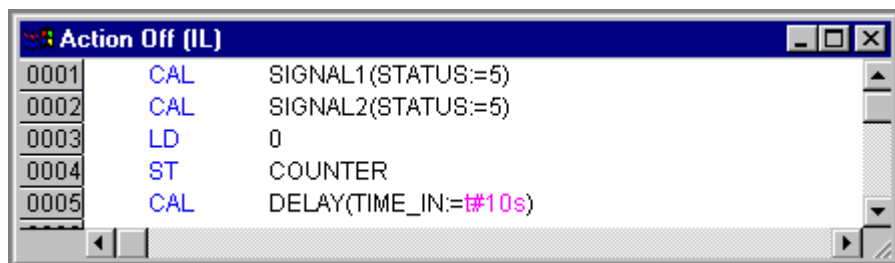 Action Off (IL)
0001 CAL SIGNAL1(STATUS:=5)
0002 CAL SIGNAL2(STATUS:=5)
0003 LD 0
0004 ST COUNTER
0005 CAL DELAY(TIME_IN:=t#10s)